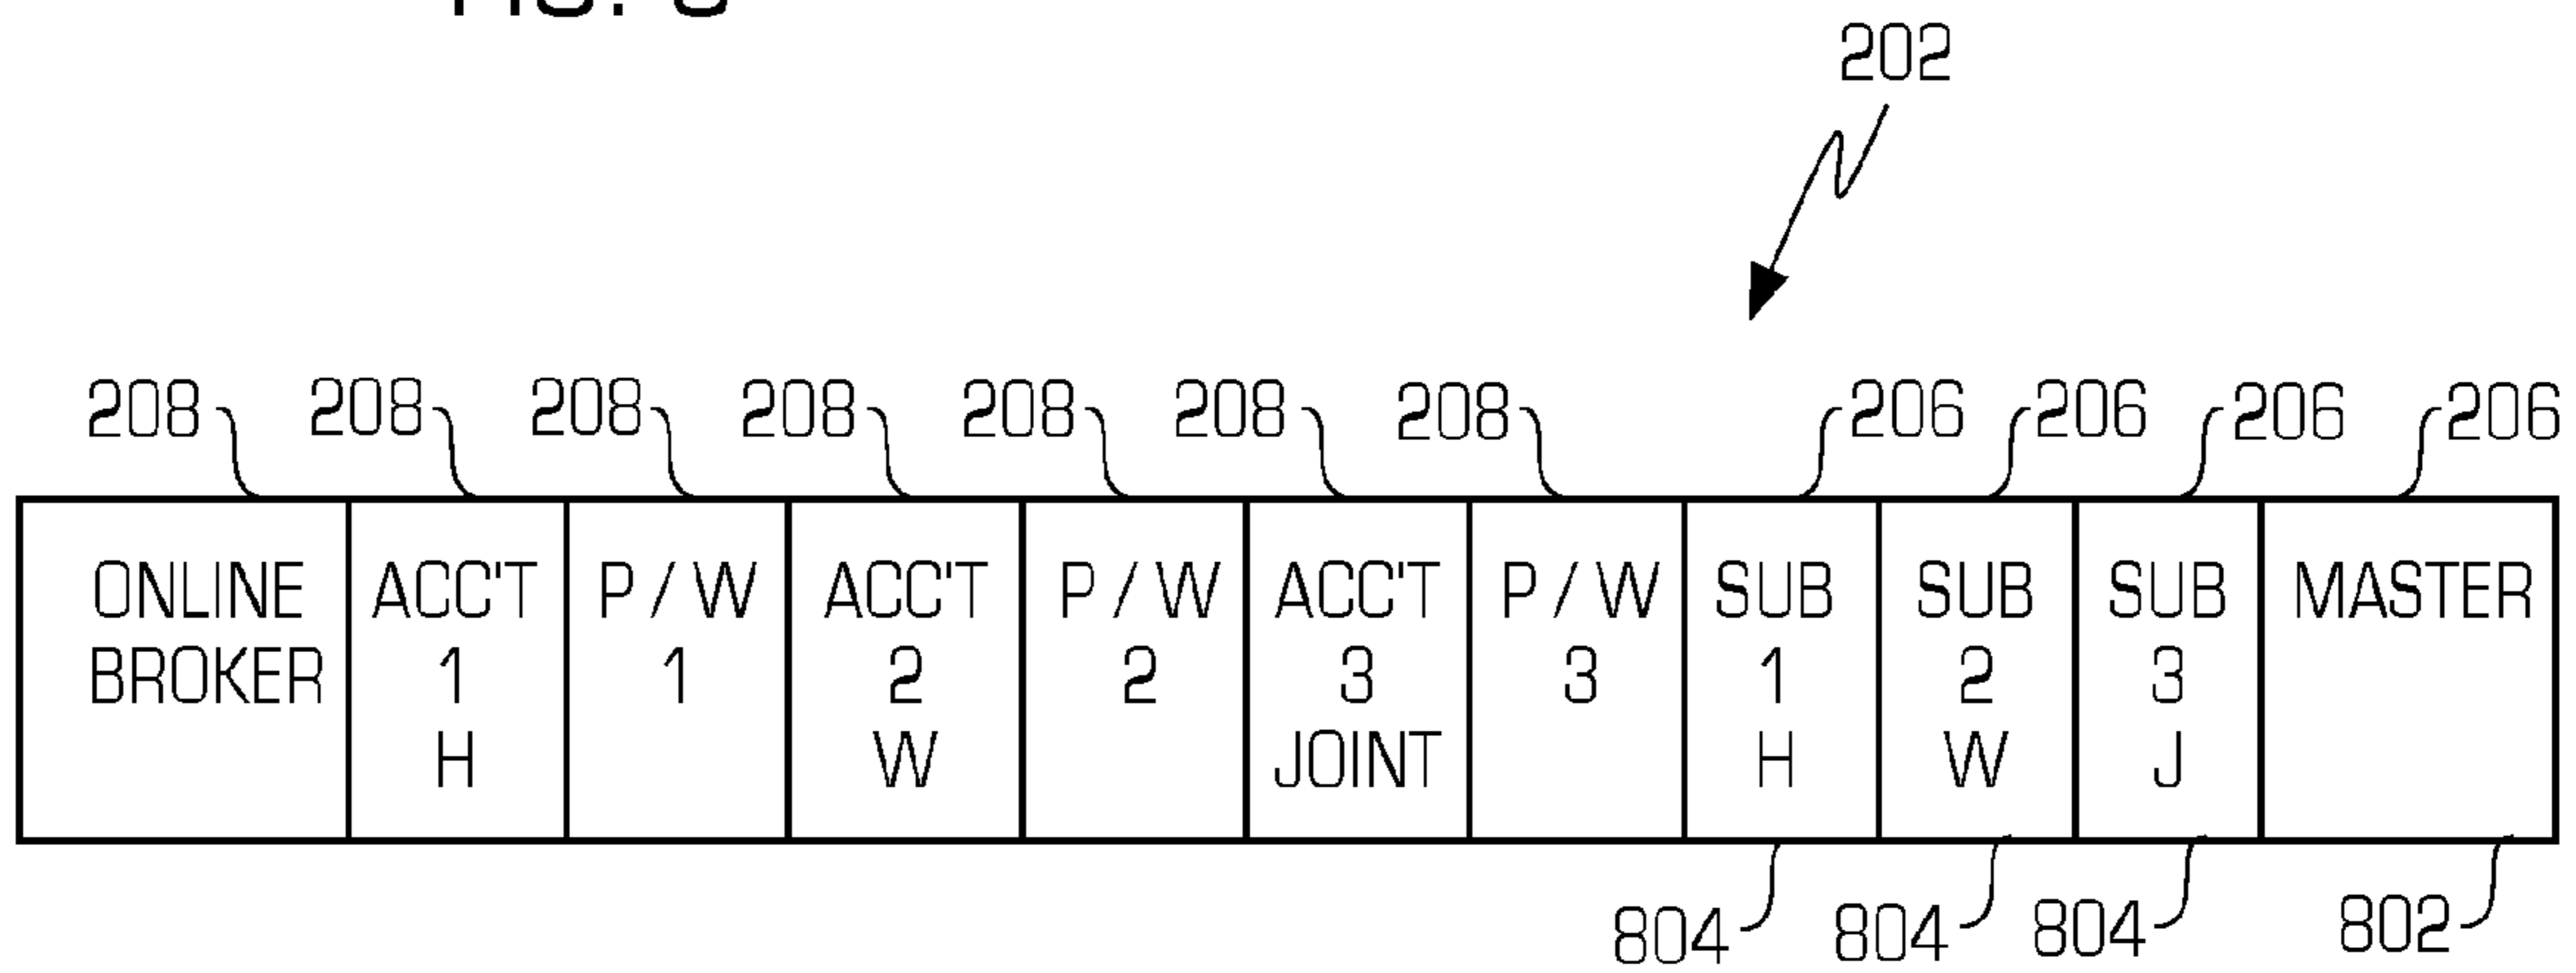 202
208 208 208 208 208 208 208 206 206 206 206
ONLINE ACC'T P / W ACC'T P / W ACC'T P / W SUB SUB SUB MASTER
BROKER 1 1 2 2 3 3 1 2 3
H W JOINT H W J
804 804 804 802